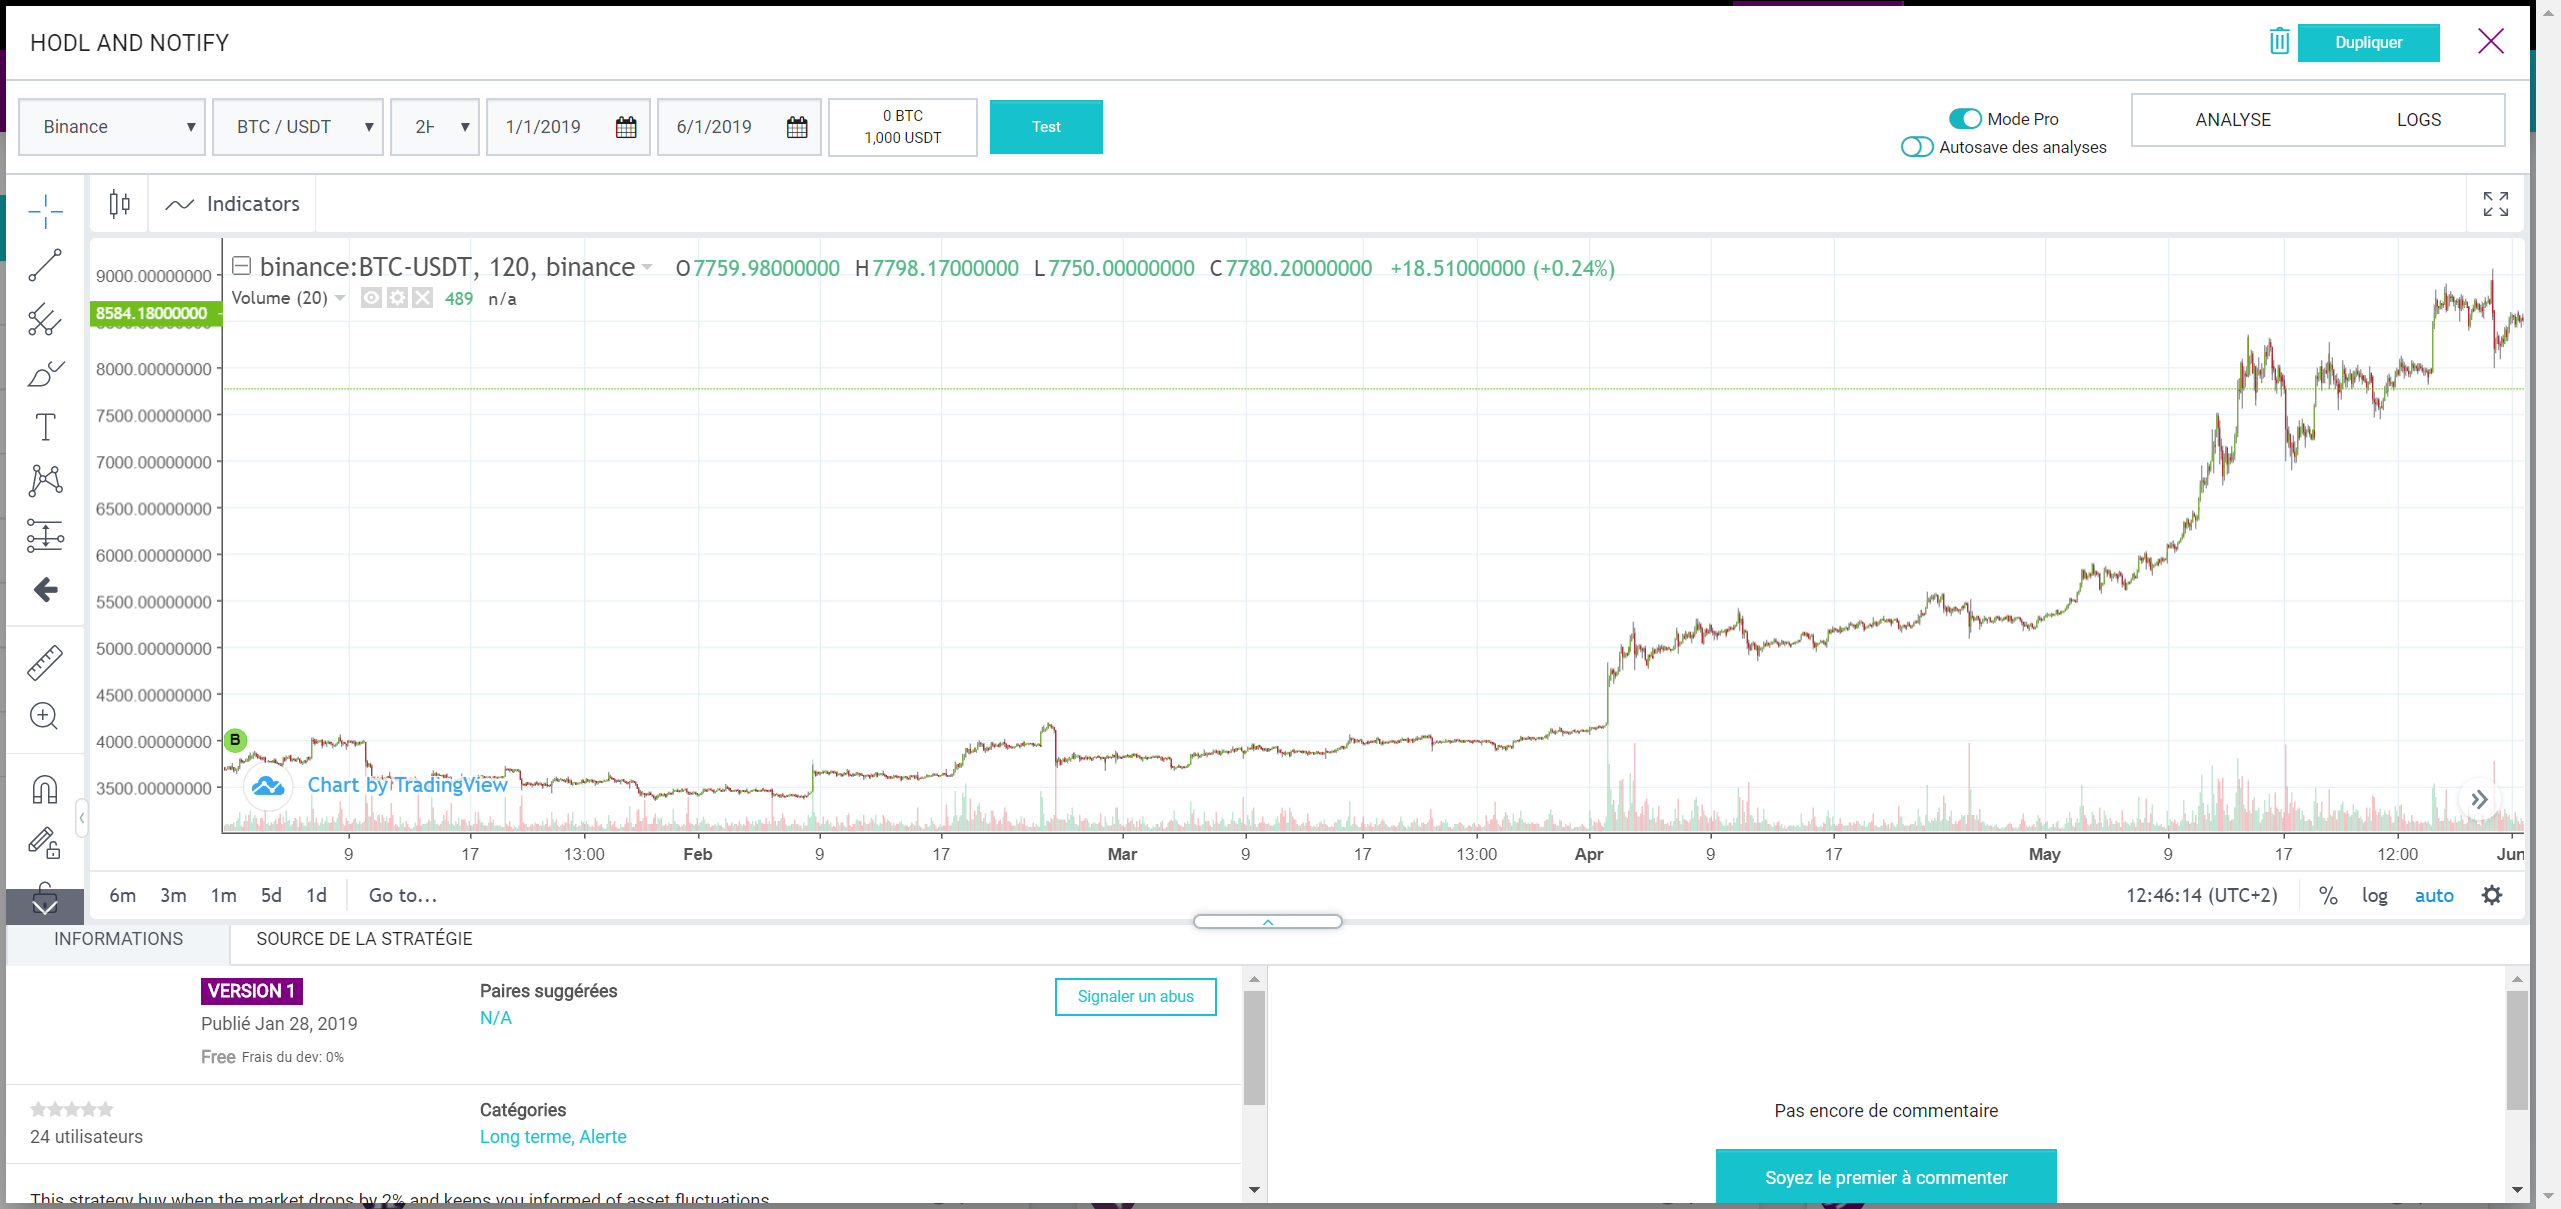 HODL AND NOTIFY
Dupliquer
Binance
BTC / USDT
2H
1/1/2019
6/1/2019
0 BTC
1,000 USDT
Test
Mode Pro
Autosave des analyses
ANALYSE
LOGS
Indicators
binance:BTC-USDT, 120, binance O7759.98000000 H7798.17000000 L7750.00000000 C7780.20000000 +18.51000000 (+0.24%)
Volume (20) 489 n/a
9000.00000000
8584.18000000
8000.00000000
7500.00000000
7000.00000000
6500.00000000
6000.00000000
5500.00000000
5000.00000000
4500.00000000
4000.00000000
3500.00000000
B
Chart by TradingView
9 17 13:00 Feb 9 17 Mar 9 17 13:00 Apr 9 17 May 9 17 12:00 Jun
6m 3m 1m 5d 1d Go to...
12:46:14 (UTC+2) % log auto
INFORMATIONS
SOURCE DE LA STRATÉGIE
VERSION 1
Publié Jan 28, 2019
Free Frais du dev: 0%
Paires suggérées
N/A
Signaler un abus
24 utilisateurs
Catégories
Long terme, Alerte
This strategy buy when the market drops by 2% and keeps you informed of asset fluctuations
Pas encore de commentaire
Soyez le premier à commenter